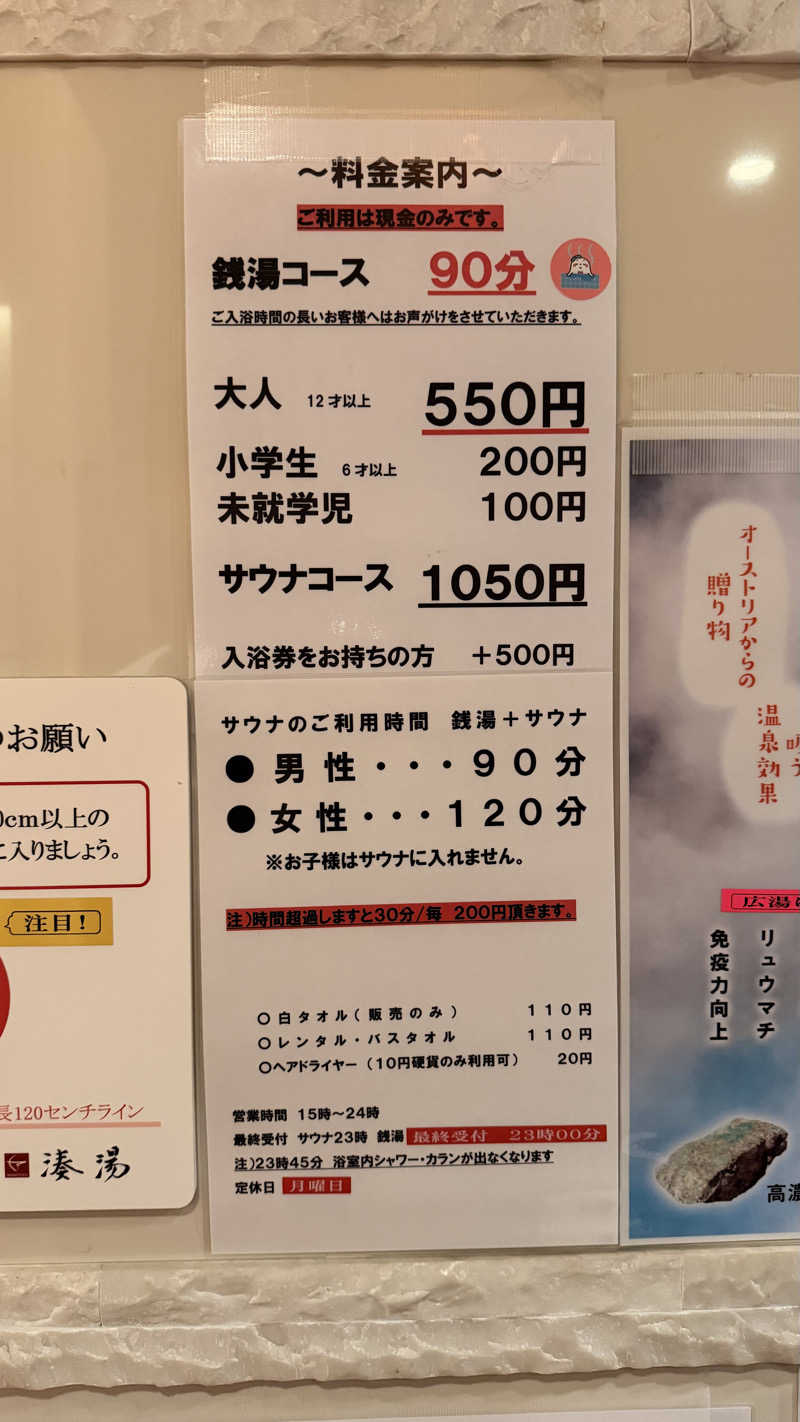 ～料金案内～
ご利用は現金のみです。
銭湯コース 90分
ご入浴時間の長いお客様へはお声がけをさせていただきます。
大人 12才以上 550円
小学生 6才以上 200円
未就学児 100円
サウナコース 1050円
入浴券をお持ちの方 ＋500円
サウナのご利用時間 銭湯＋サウナ
● 男性・・・90分
● 女性・・・120分
※お子様はサウナに入れません。
注）時間超過しますと30分/毎 200円頂きます。
○白タオル（販売のみ） 110円
○レンタル・バスタオル 110円
○ヘアドライヤー（10円硬貨のみ利用可） 20円
営業時間 15時～24時
最終受付 サウナ23時 銭湯 最終受付 23時00分
注）23時45分 浴室内シャワー・カランが出なくなります
定休日 月曜日
お願い
0cm以上の
に入りましょう。
注目！
長120センチライン
湊湯
オーストリアからの
贈り物
温泉効果
広湯
リュウマチ
免疫力向上
高濃